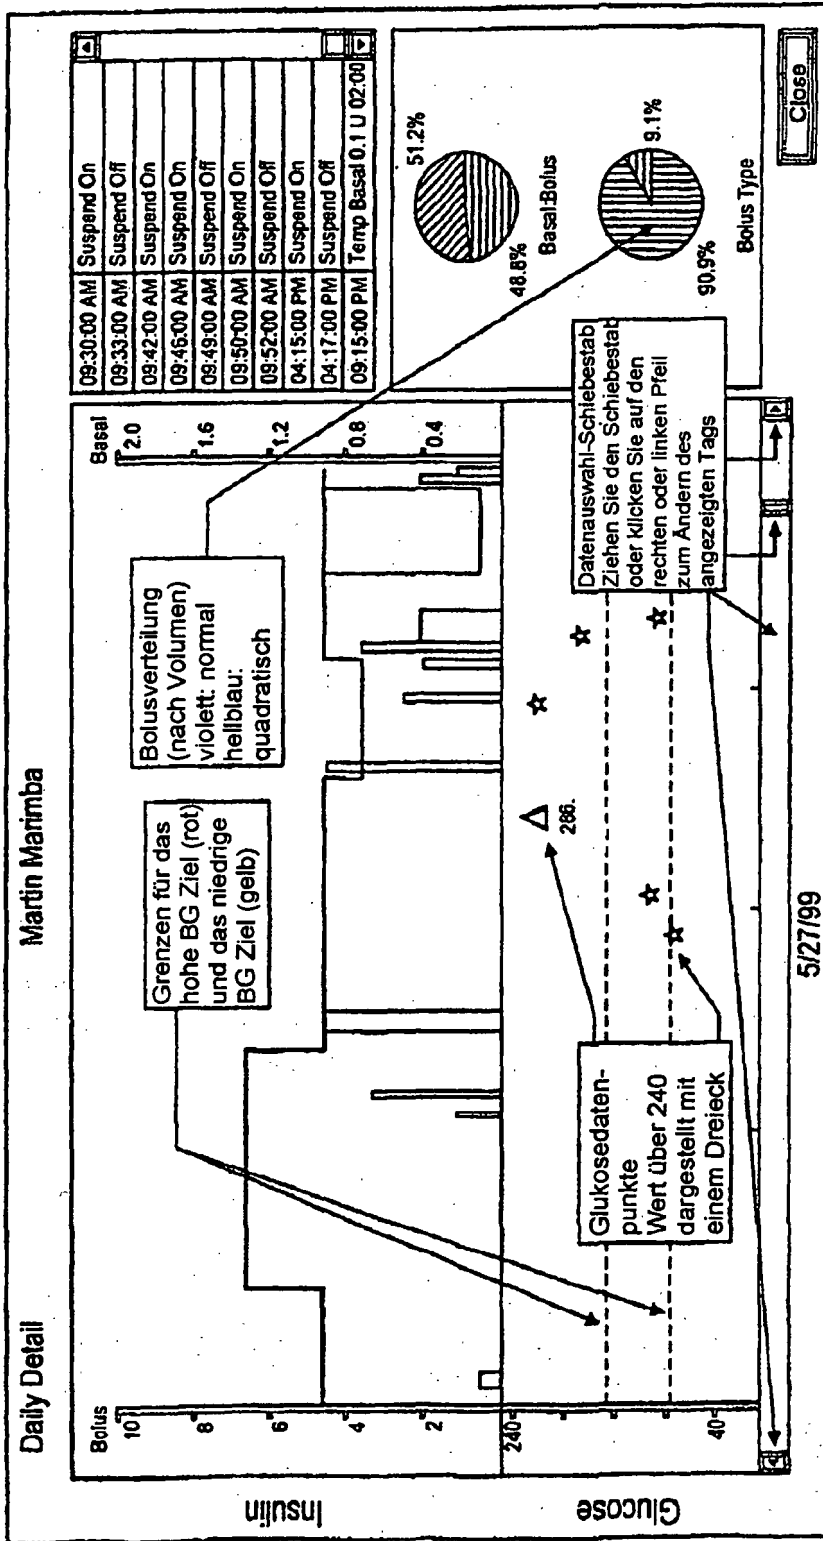 Daily Detail
Martin Marimba
Insulin
Bolus
10
8
6
4
2
Basal
2.0
1.6
1.2
0.8
0.4
Grenzen für das
hohe BG Ziel (rot)
und das niedrige
BG Ziel (gelb)
Bolusverteilung
(nach Volumen)
violett: normal
hellblau:
quadratisch
Glucose
240
40
Glukosedaten-
punkte
Wert über 240
dargestellt mit
einem Dreieck
286.
Datenauswahl-Schiebestab
Ziehen Sie den Schiebestab
oder klicken Sie auf den
rechten oder linken Pfeil
zum Ändern des
angezeigten Tags
5/27/99
09:30:00 AM Suspend On
09:33:00 AM Suspend Off
09:42:00 AM Suspend On
09:46:00 AM Suspend On
09:49:00 AM Suspend Off
09:50:00 AM Suspend On
09:52:00 AM Suspend Off
04:15:00 PM Suspend On
04:17:00 PM Suspend Off
09:15:00 PM Temp Basal 0.1 U 02:00
51.2%
48.8%
Basal:Bolus
9.1%
90.9%
Bolus Type
Close